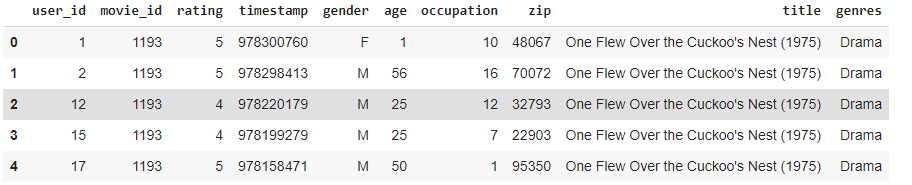 user_id movie_id rating timestamp gender age occupation zip title genres
0 1 1193 5 978300760 F 1 10 48067 One Flew Over the Cuckoo's Nest (1975) Drama
1 2 1193 5 978298413 M 56 16 70072 One Flew Over the Cuckoo's Nest (1975) Drama
2 12 1193 4 978220179 M 25 12 32793 One Flew Over the Cuckoo's Nest (1975) Drama
3 15 1193 4 978199279 M 25 7 22903 One Flew Over the Cuckoo's Nest (1975) Drama
4 17 1193 5 978158471 M 50 1 95350 One Flew Over the Cuckoo's Nest (1975) Drama